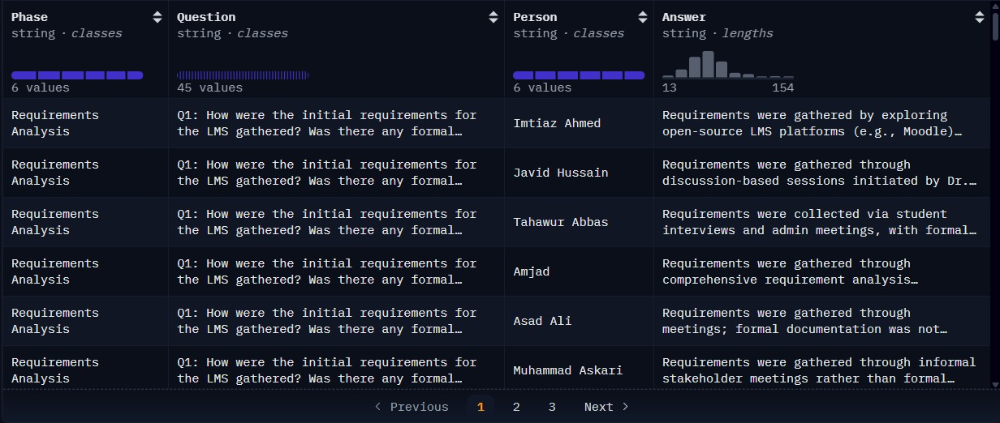 Phase
string · classes
6 values
Question
string · classes
45 values
Person
string · classes
6 values
Answer
string · lengths
13 154
Requirements
Analysis
Q1: How were the initial requirements for
the LMS gathered? Was there any formal…
Imtiaz Ahmed
Requirements were gathered by exploring
open-source LMS platforms (e.g., Moodle)…
Requirements
Analysis
Q1: How were the initial requirements for
the LMS gathered? Was there any formal…
Javid Hussain
Requirements were gathered through
discussion-based sessions initiated by Dr.…
Requirements
Analysis
Q1: How were the initial requirements for
the LMS gathered? Was there any formal…
Tahawur Abbas
Requirements were collected via student
interviews and admin meetings, with formal…
Requirements
Analysis
Q1: How were the initial requirements for
the LMS gathered? Was there any formal…
Amjad
Requirements were gathered through
comprehensive requirement analysis…
Requirements
Analysis
Q1: How were the initial requirements for
the LMS gathered? Was there any formal…
Asad Ali
Requirements were gathered through
meetings; formal documentation was not…
Requirements
Analysis
Q1: How were the initial requirements for
the LMS gathered? Was there any formal…
Muhammad Askari
Requirements were gathered through informal
stakeholder meetings rather than formal…
< Previous 1 2 3 Next >